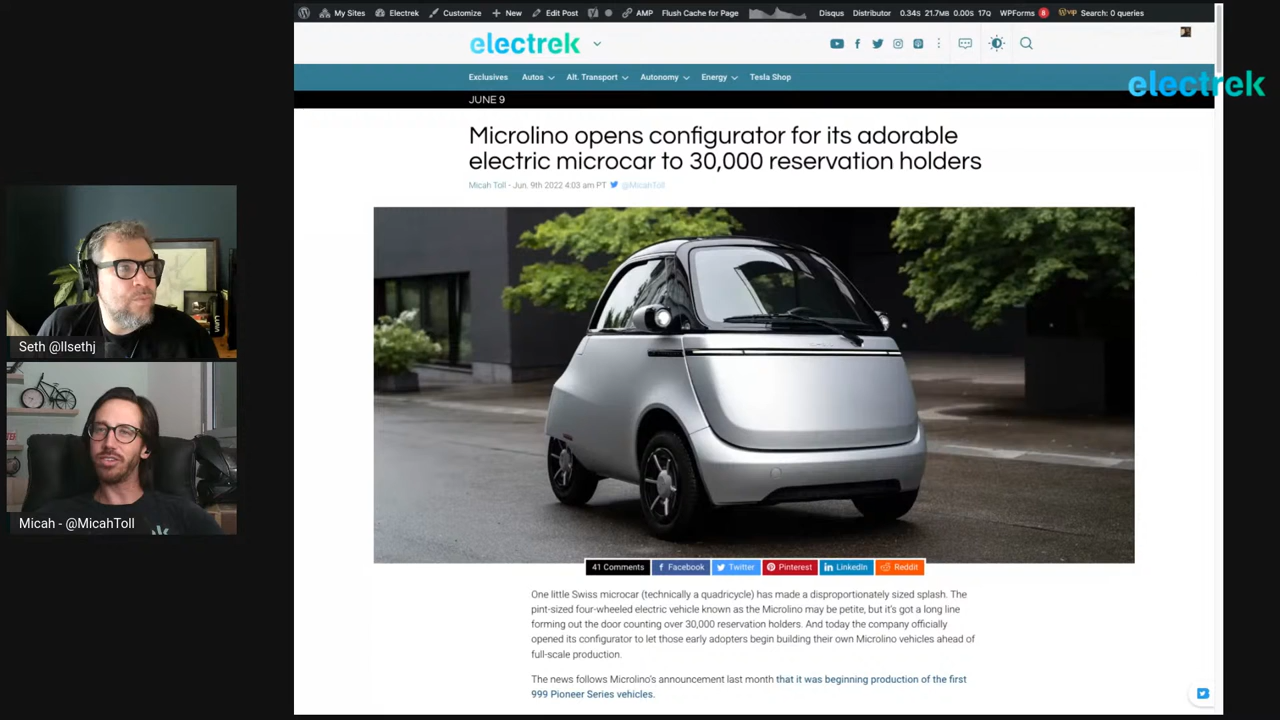 My Sites Electrek Customize New Edit Post AMP Flush Cache for Page Disqus Distributor 0.34S 21.7MB 0.00S 17Q WPForms 8 vip Search: 0 queries
electrek
electrek
Exclusives Autos Alt. Transport Autonomy Energy Tesla Shop
JUNE 9
Microlino opens configurator for its adorable
electric microcar to 30,000 reservation holders
Micah Toll - Jun. 9th 2022 4:03 am PT @MicahToll
Seth @llsethj
Micah - @MicahToll
41 Comments Facebook Twitter Pinterest LinkedIn Reddit
One little Swiss microcar (technically a quadricycle) has made a disproportionately sized splash. The
pint-sized four-wheeled electric vehicle known as the Microlino may be petite, but it's got a long line
forming out the door counting over 30,000 reservation holders. And today the company officially
opened its configurator to let those early adopters begin building their own Microlino vehicles ahead of
full-scale production.
The news follows Microlino's announcement last month that it was beginning production of the first
999 Pioneer Series vehicles.